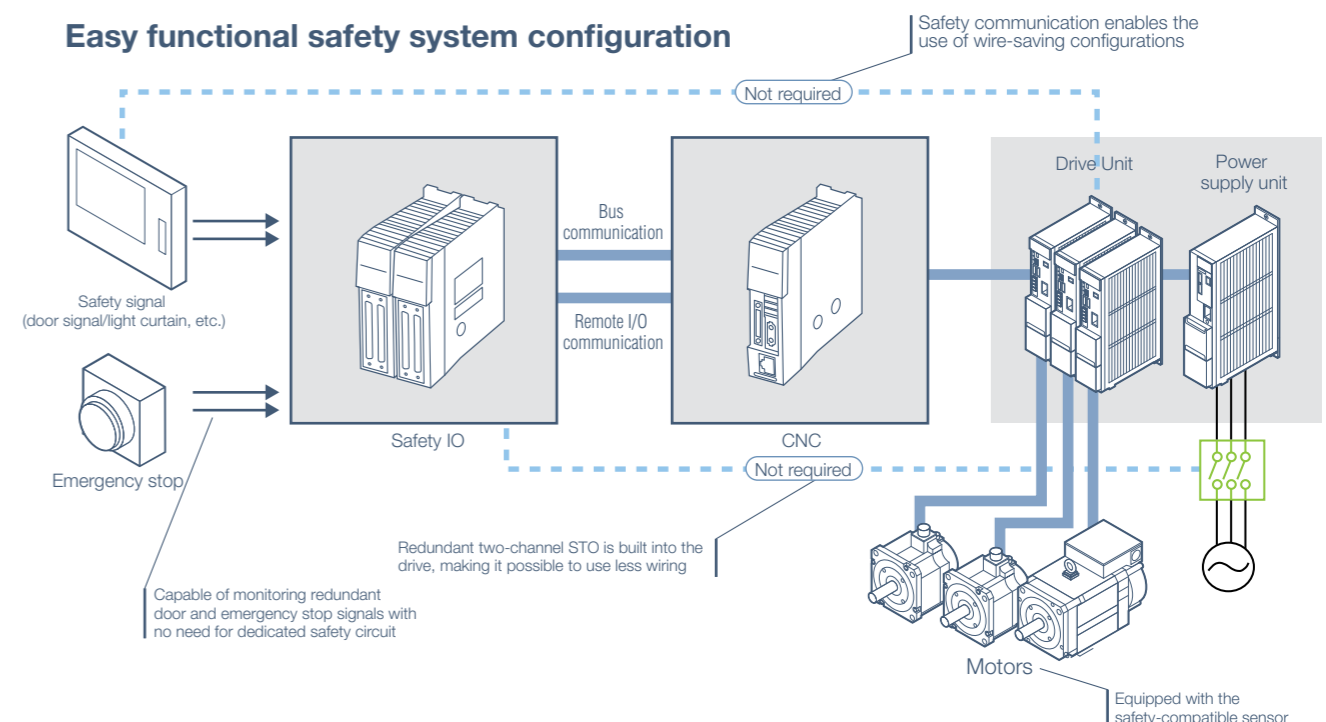 Easy functional safety system configuration
Safety communication enables the
use of wire-saving configurations
Not required
Drive Unit
Power
supply unit
Bus
communication
Remote I/O
communication
Safety signal
(door signal/light curtain, etc.)
Safety IO
CNC
Emergency stop
Not required
Redundant two-channel STO is built into the
drive, making it possible to use less wiring
Capable of monitoring redundant
door and emergency stop signals with
no need for dedicated safety circuit
Motors
Equipped with the
safety-compatible sensor